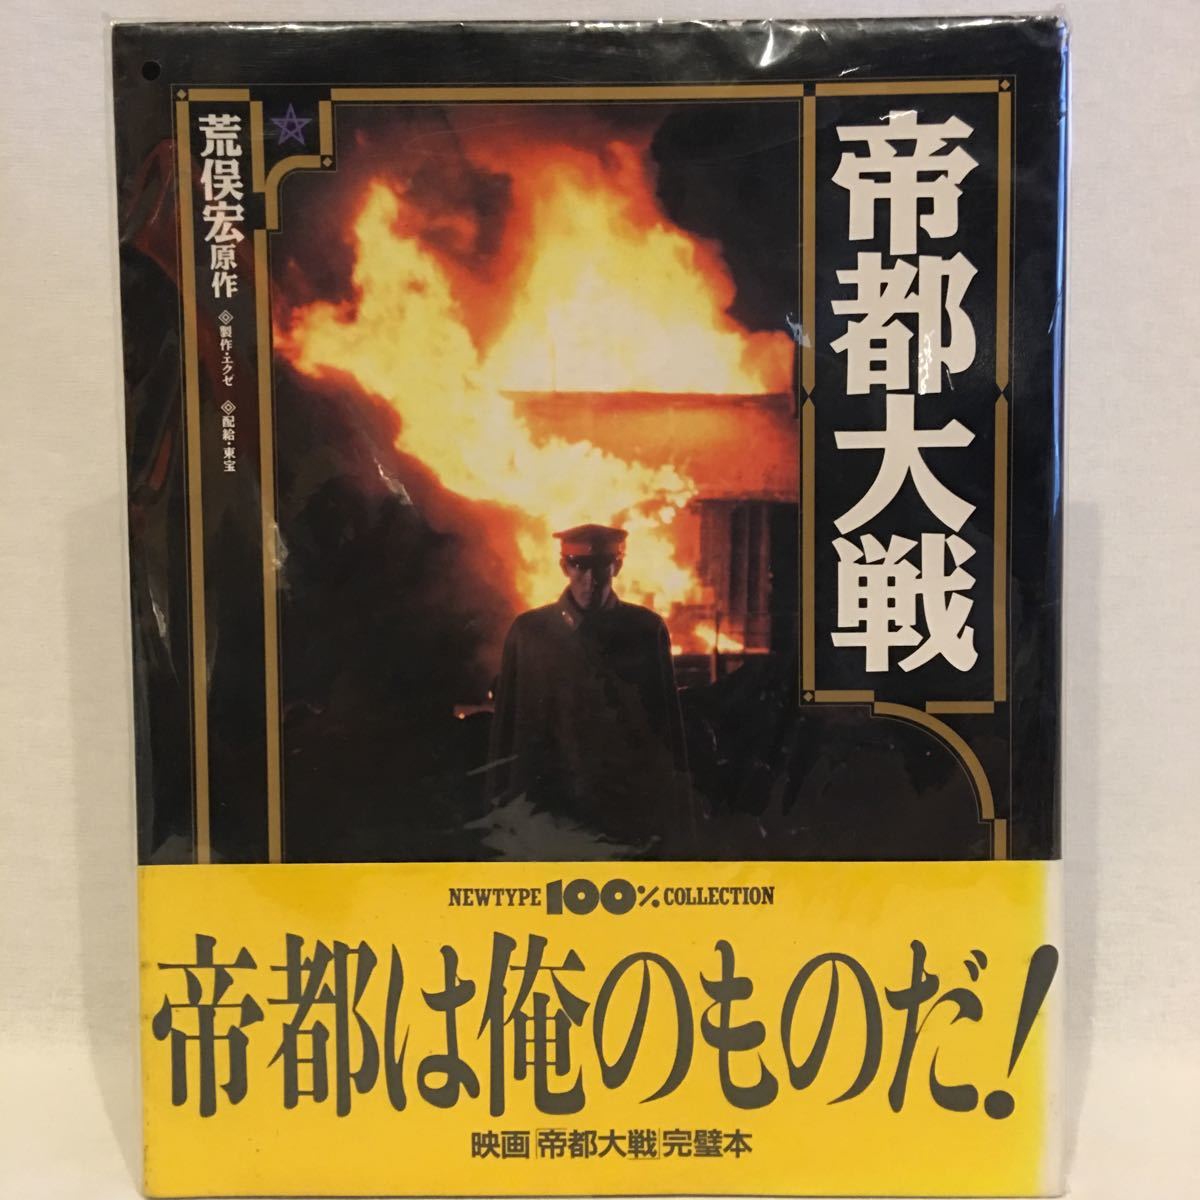 帝都大戦
荒俣宏原作
◎製作・エクゼ ◎配給・東宝
NEWTYPE 100% COLLECTION
帝都は俺のものだ!
映画「帝都大戦」完璧本